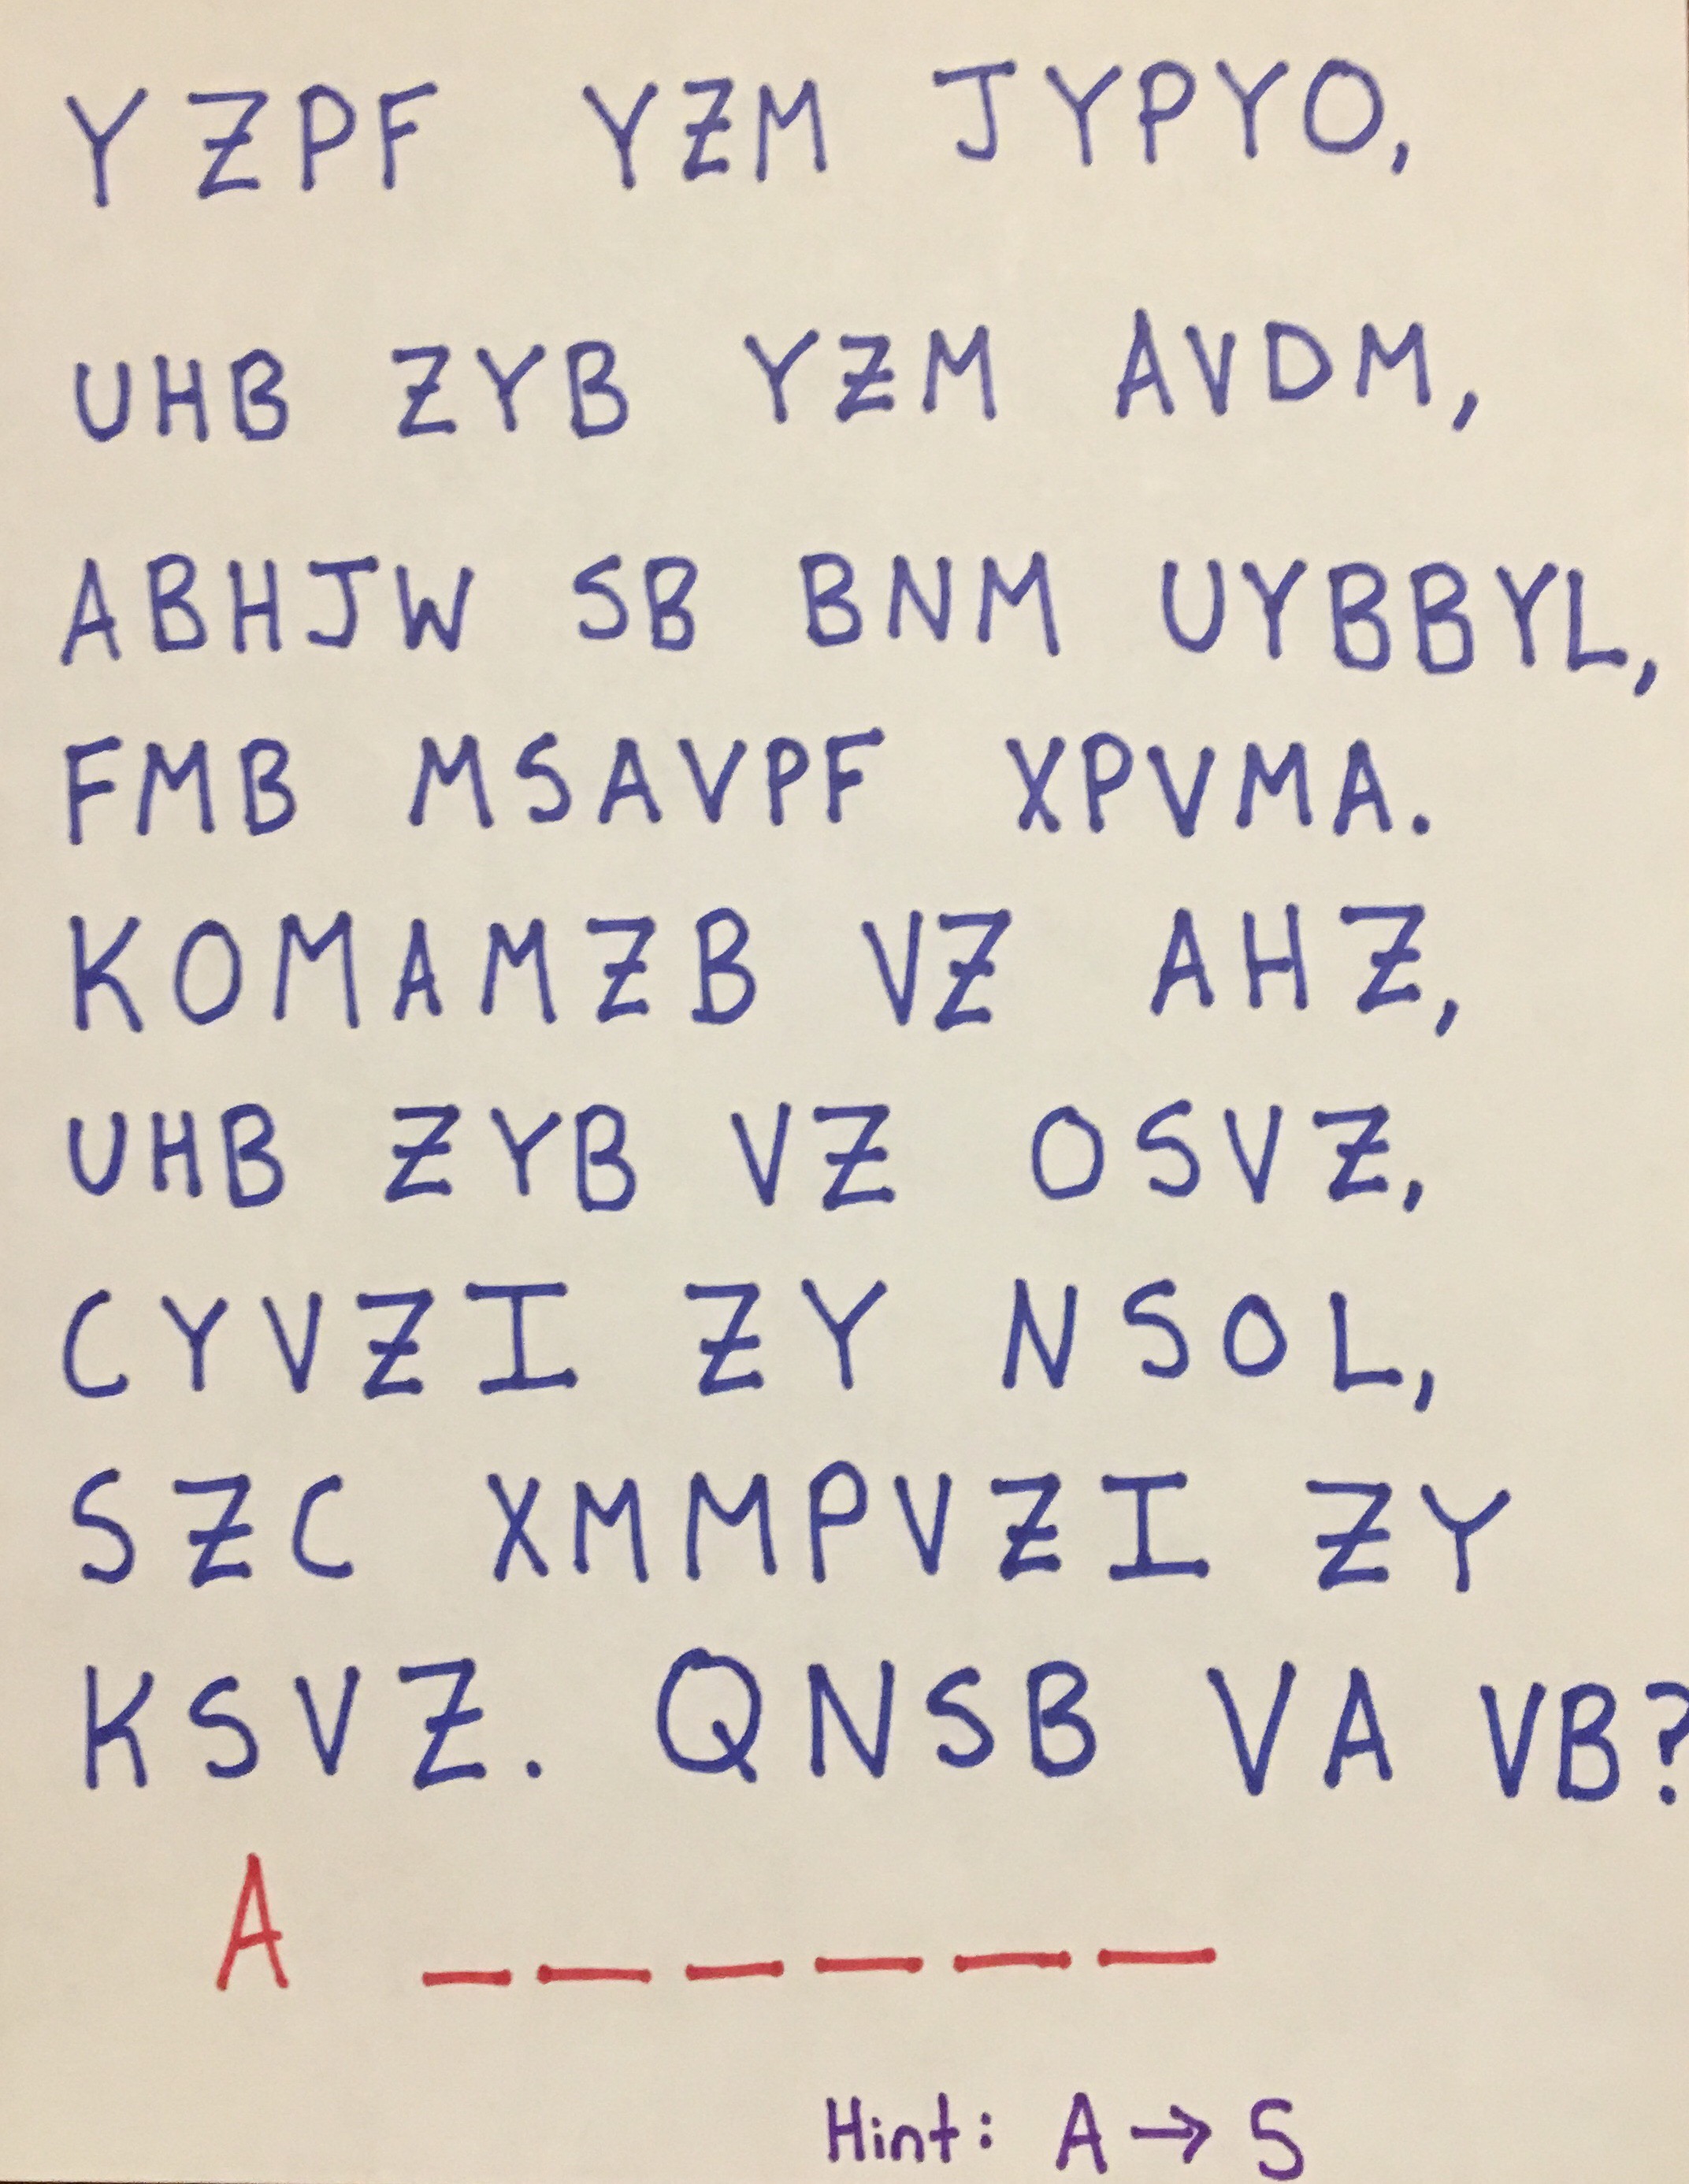 YZPF YZM JYPYO,
UHB ZYB YZM AVDM,
ABHJW SB BNM UYBBYL,
FMB MSAVPF XPVMA.
KOMAMZB VZ AHZ,
UHB ZYB VZ OSVZ,
CYVZI ZY NSOL,
SZC XMMPVZI ZY
KSVZ. QNSB VA VB?
A _ _ _ _ _ _
Hint: A → S